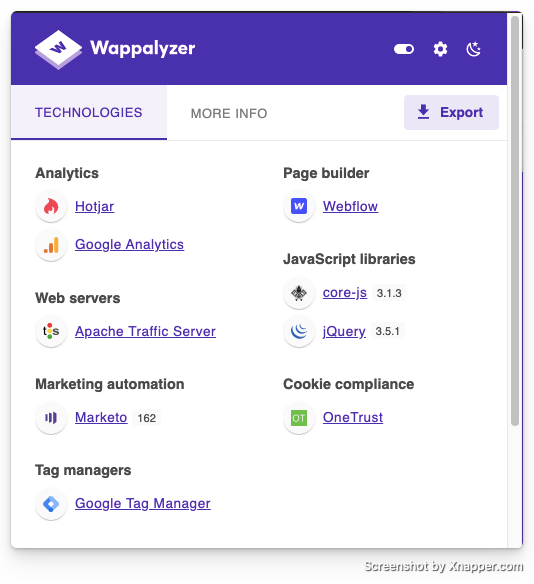 Wappalyzer
TECHNOLOGIES
MORE INFO
Export
Analytics
Hotjar
Google Analytics
Web servers
ts
Apache Traffic Server
Marketing automation
Marketo 162
Tag managers
Google Tag Manager
Page builder
Webflow
JavaScript libraries
core-js 3.1.3
jQuery 3.5.1
Cookie compliance
OT
OneTrust
Screenshot by Xnapper.com